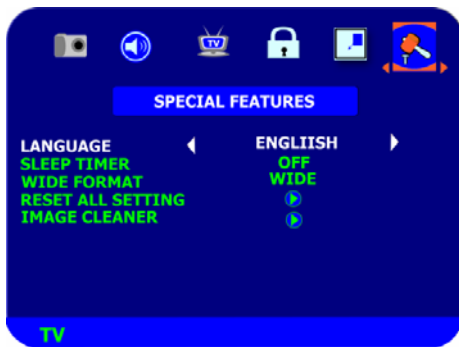 TV
SPECIAL FEATURES
LANGUAGE ENGLIISH
SLEEP TIMER OFF
WIDE FORMAT WIDE
RESET ALL SETTING
IMAGE CLEANER
TV